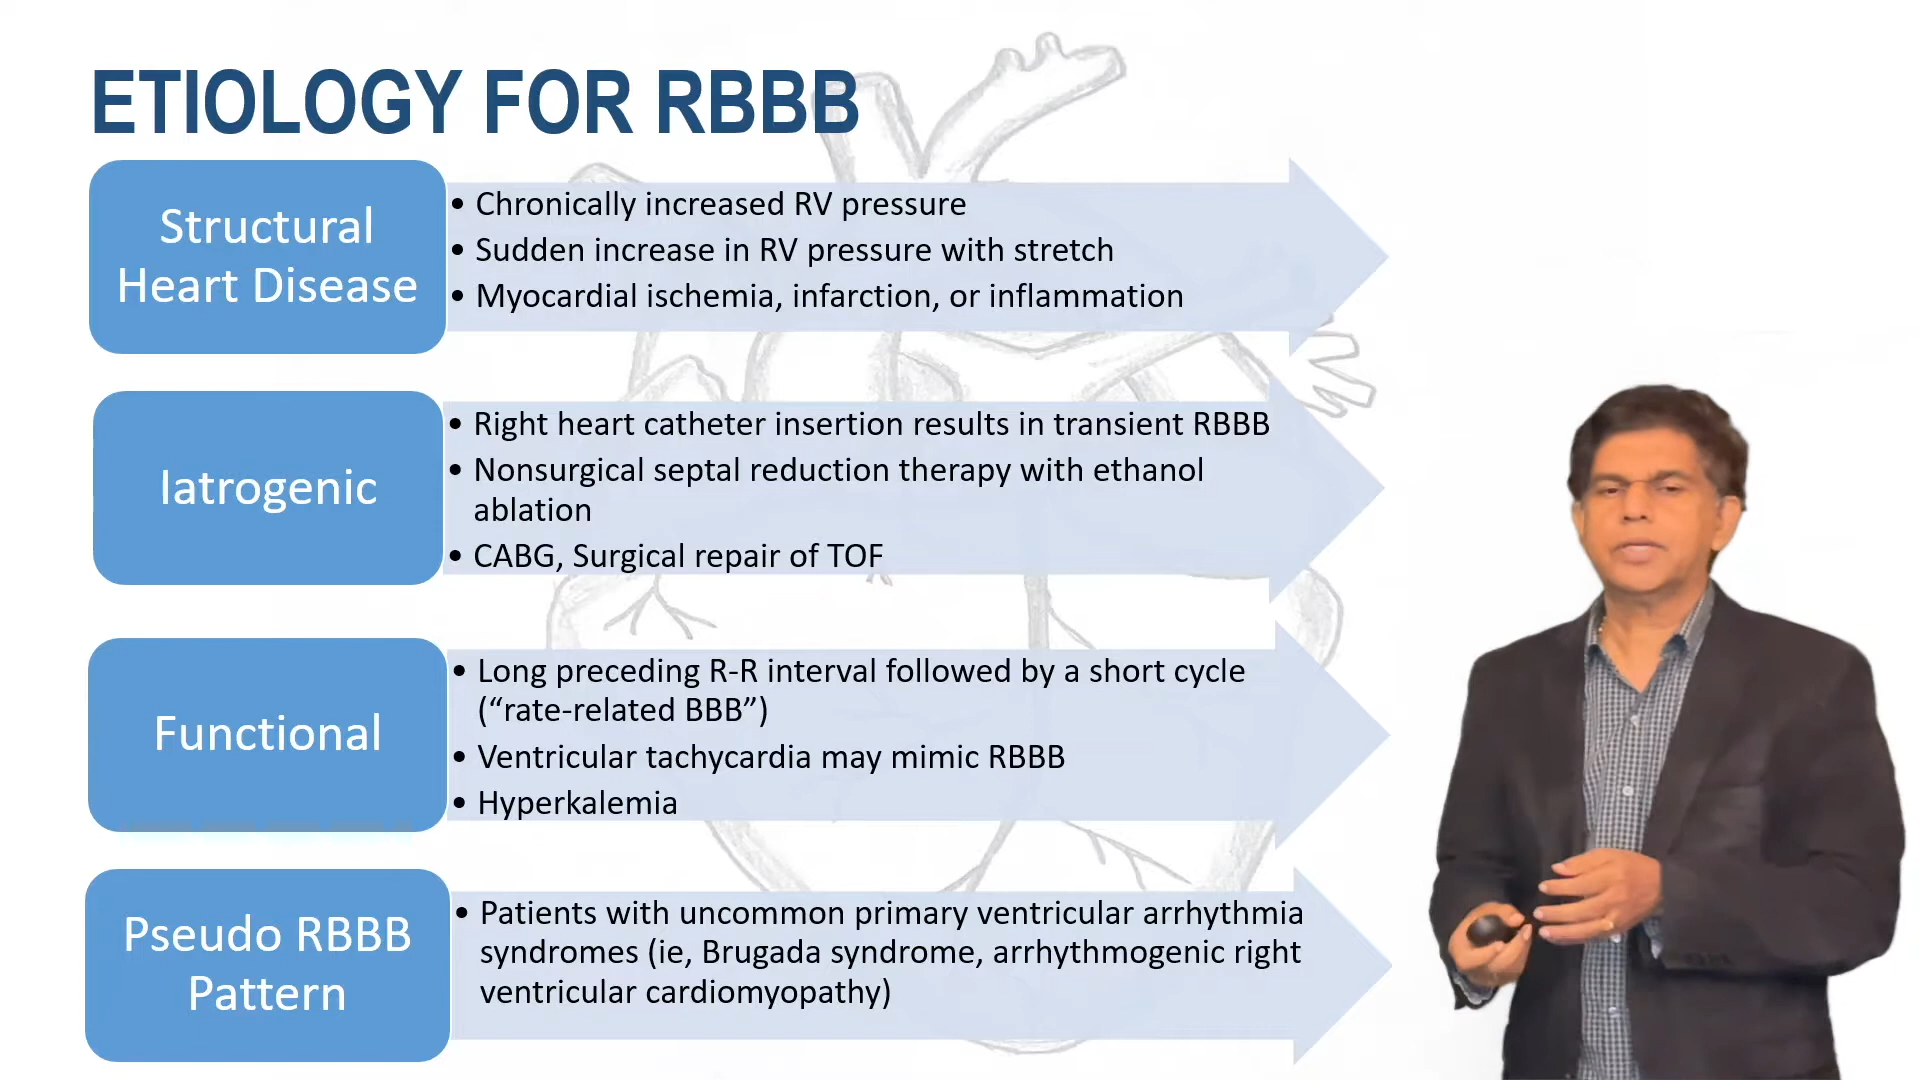 ETIOLOGY FOR RBBB
Structural
Heart Disease
• Chronically increased RV pressure
• Sudden increase in RV pressure with stretch
• Myocardial ischemia, infarction, or inflammation
Iatrogenic
• Right heart catheter insertion results in transient RBBB
• Nonsurgical septal reduction therapy with ethanol
ablation
• CABG, Surgical repair of TOF
Functional
• Long preceding R-R interval followed by a short cycle
(“rate-related BBB”)
• Ventricular tachycardia may mimic RBBB
• Hyperkalemia
Pseudo RBBB
Pattern
• Patients with uncommon primary ventricular arrhythmia
syndromes (ie, Brugada syndrome, arrhythmogenic right
ventricular cardiomyopathy)